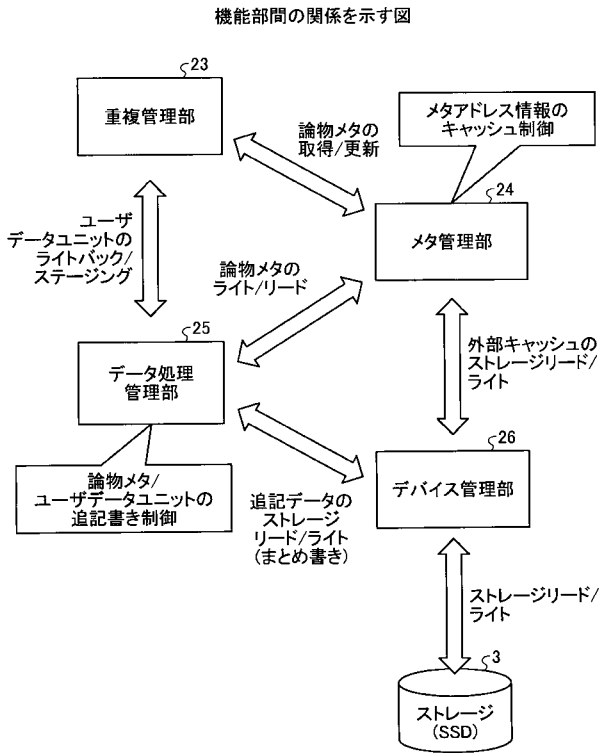 機能部間の関係を示す図
23
重複管理部
論物メタの
取得/更新
メタアドレス情報の
キャッシュ制御
24
メタ管理部
ユーザ
データユニットの
ライトバック/
ステージング
論物メタの
ライト/リード
25
データ処理
管理部
外部キャッシュの
ストレージリード/
ライト
26
デバイス管理部
論物メタ/
ユーザデータユニットの
追記書き制御
追記データの
ストレージ
リード/ライト
(まとめ書き)
ストレージリード/
ライト
3
ストレージ
(SSD)